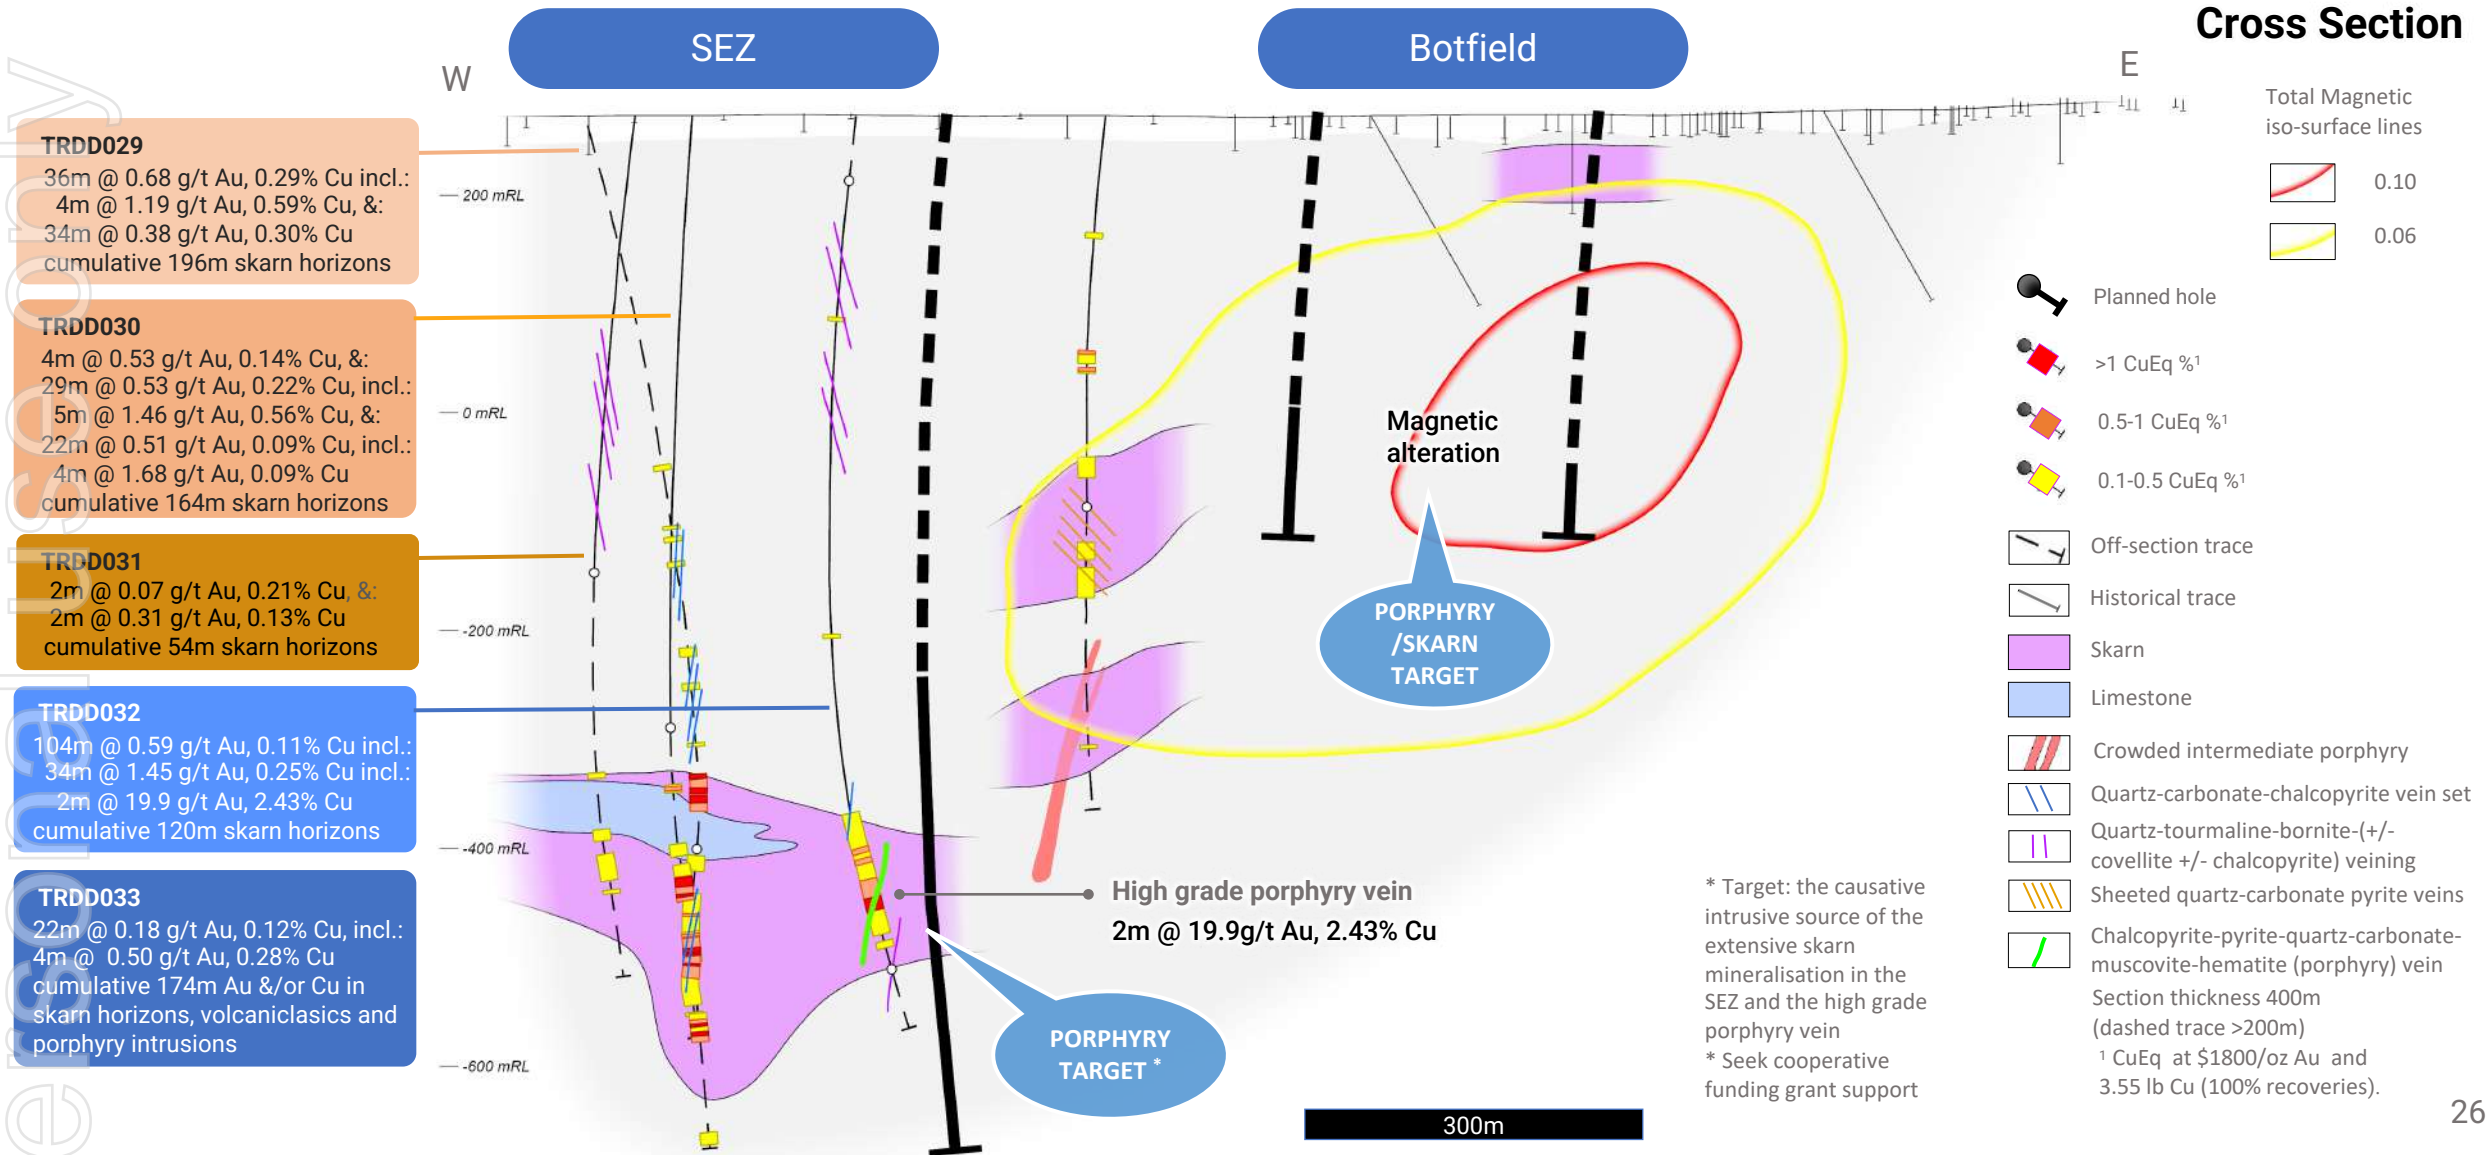 Cross Section
SEZ
Botfield
W
E
TRDD029
36m @ 0.68 g/t Au, 0.29% Cu incl.:
4m @ 1.19 g/t Au, 0.59% Cu, &:
34m @ 0.38 g/t Au, 0.30% Cu
cumulative 196m skarn horizons
TRDD030
4m @ 0.53 g/t Au, 0.14% Cu, &:
29m @ 0.53 g/t Au, 0.22% Cu, incl.:
5m @ 1.46 g/t Au, 0.56% Cu, &:
22m @ 0.51 g/t Au, 0.09% Cu, incl.:
4m @ 1.68 g/t Au, 0.09% Cu
cumulative 164m skarn horizons
TRDD031
2m @ 0.07 g/t Au, 0.21% Cu, &:
2m @ 0.31 g/t Au, 0.13% Cu
cumulative 54m skarn horizons
TRDD032
104m @ 0.59 g/t Au, 0.11% Cu incl.:
34m @ 1.45 g/t Au, 0.25% Cu incl.:
2m @ 19.9 g/t Au, 2.43% Cu
cumulative 120m skarn horizons
TRDD033
22m @ 0.18 g/t Au, 0.12% Cu, incl.:
4m @  0.50 g/t Au, 0.28% Cu
cumulative 174m Au &/or Cu in
skarn horizons, volcaniclasics and
porphyry intrusions
200 mRL
0 mRL
-200 mRL
-400 mRL
-600 mRL
Magnetic
alteration
PORPHYRY
/SKARN
TARGET
High grade porphyry vein
2m @ 19.9g/t Au, 2.43% Cu
PORPHYRY
TARGET *
* Target: the causative
intrusive source of the
extensive skarn
mineralisation in the
SEZ and the high grade
porphyry vein
* Seek cooperative
funding grant support
300m
Total Magnetic
iso-surface lines
0.10
0.06
Planned hole
>1 CuEq %¹
0.5-1 CuEq %¹
0.1-0.5 CuEq %¹
Off-section trace
Historical trace
Skarn
Limestone
Crowded intermediate porphyry
Quartz-carbonate-chalcopyrite vein set
Quartz-tourmaline-bornite-(+/-
covellite +/- chalcopyrite) veining
Sheeted quartz-carbonate pyrite veins
Chalcopyrite-pyrite-quartz-carbonate-
muscovite-hematite (porphyry) vein
Section thickness 400m
(dashed trace >200m)
¹ CuEq  at $1800/oz Au  and
3.55 lb Cu (100% recoveries).
26
ersonal use only